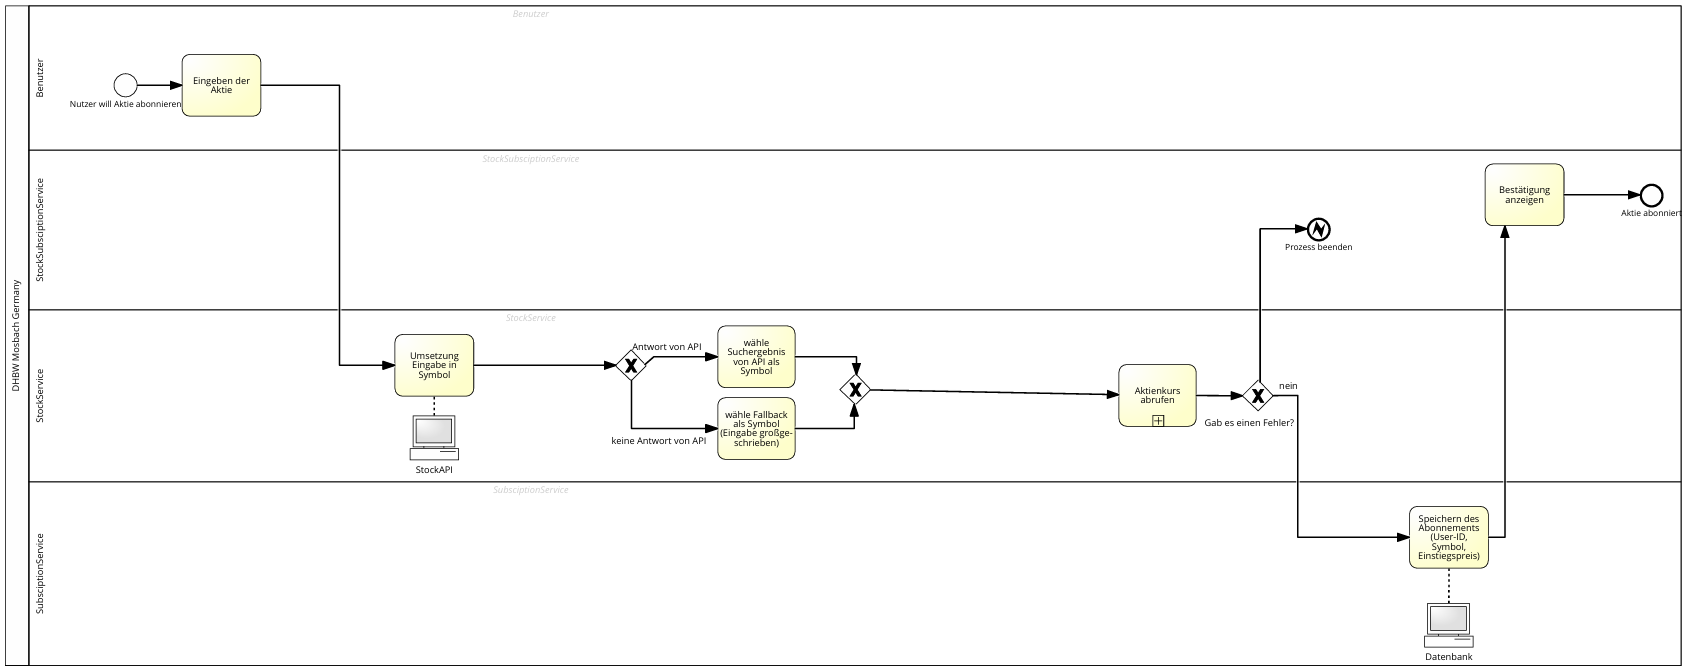 DHBW Mosbach Germany
Benutzer
Benutzer
Nutzer will Aktie abonnieren
Eingeben der
Aktie
StockSubsciptionService
StockSubsciptionService
Prozess beenden
Bestätigung
anzeigen
Aktie abonniert
StockService
StockService
Umsetzung
Eingabe in
Symbol
StockAPI
Antwort von API
keine Antwort von API
wähle
Suchergebnis
von API als
Symbol
wähle Fallback
als Symbol
(Eingabe großge-
schrieben)
Aktienkurs
abrufen
nein
Gab es einen Fehler?
SubsciptionService
SubsciptionService
Speichern des
Abonnements
(User-ID,
Symbol,
Einstiegspreis)
Datenbank